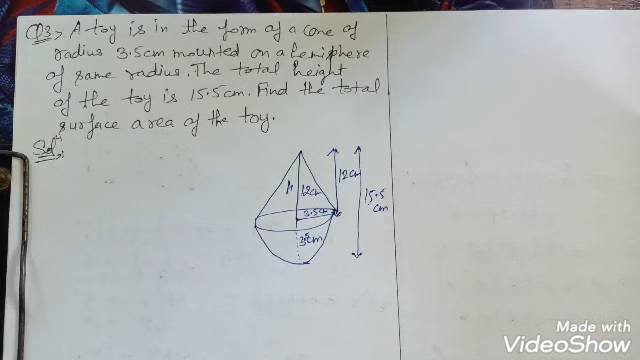 Q3> A toy is in the form of a cone of
radius 3.5cm mounted on a hemisphere
of same radius. The total height
of the toy is 15.5cm. Find the total
surface area of the toy.
Solⁿ:
12cm
12cm
15.5
cm
3.5cm
3.5cm
Made with
VideoShow